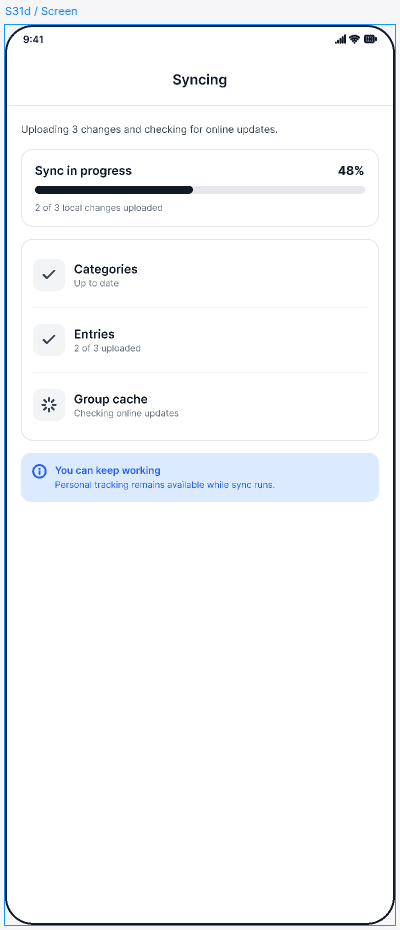 S31d / Screen
9:41
Syncing
Uploading 3 changes and checking for online updates.
Sync in progress
48%
2 of 3 local changes uploaded
Categories
Up to date
Entries
2 of 3 uploaded
Group cache
Checking online updates
You can keep working
Personal tracking remains available while sync runs.